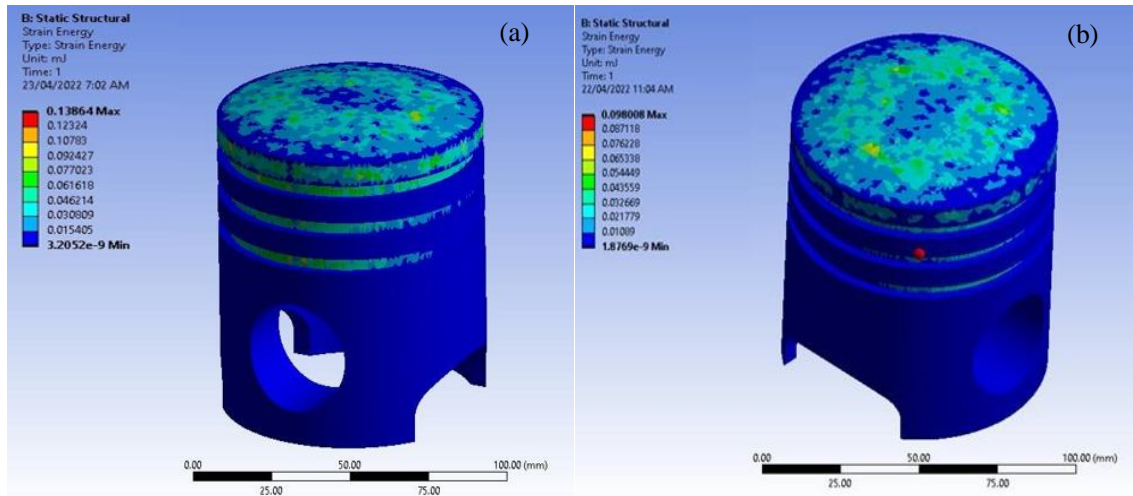 B: Static Structural
Strain Energy
Type: Strain Energy
Unit: mJ
Time: 1
23/04/2022 7:02 AM
(a)
0.13864 Max
0.12324
0.10783
0.092427
0.077023
0.061618
0.046214
0.030809
0.015405
3.2052e-9 Min
0.00
50.00
100.00 (mm)
25.00
75.00
B: Static Structural
Strain Energy
Type: Strain Energy
Unit: mJ
Time: 1
22/04/2022 11:04 AM
(b)
0.098008 Max
0.087118
0.076228
0.065338
0.054449
0.043559
0.032669
0.021779
0.01089
1.8769e-9 Min
0.00
50.00
100.00 (mm)
25.00
75.00